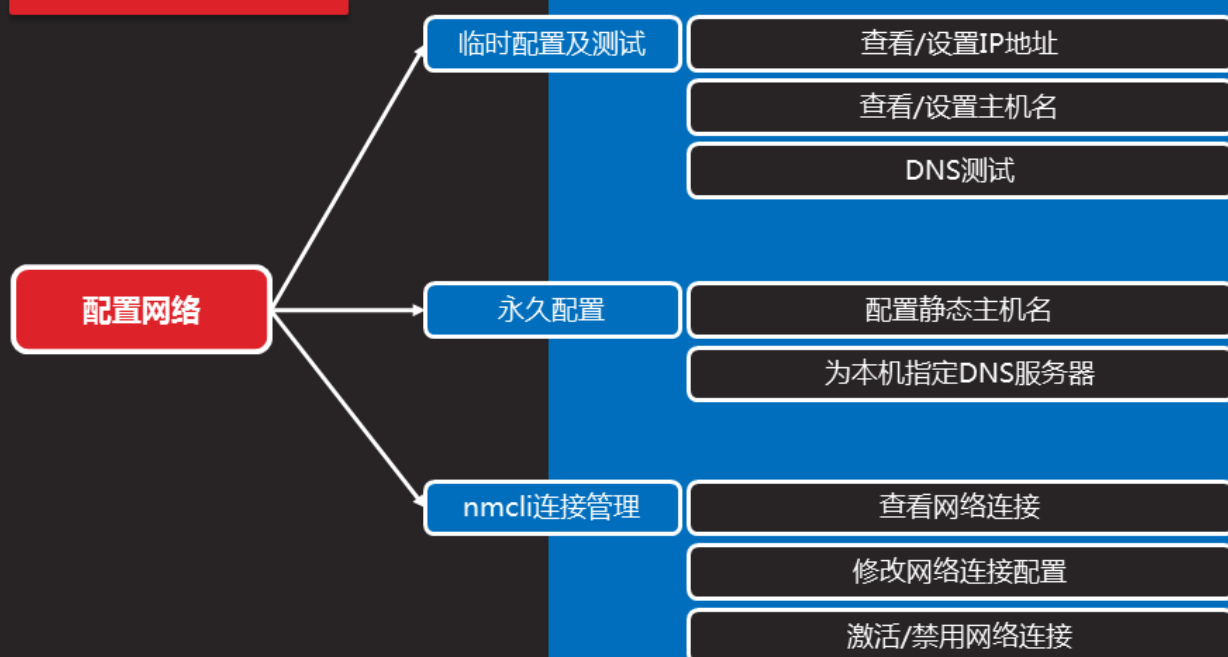 临时配置及测试
查看/设置IP地址
查看/设置主机名
DNS测试
配置网络
永久配置
配置静态主机名
为本机指定DNS服务器
nmcli连接管理
查看网络连接
修改网络连接配置
激活/禁用网络连接